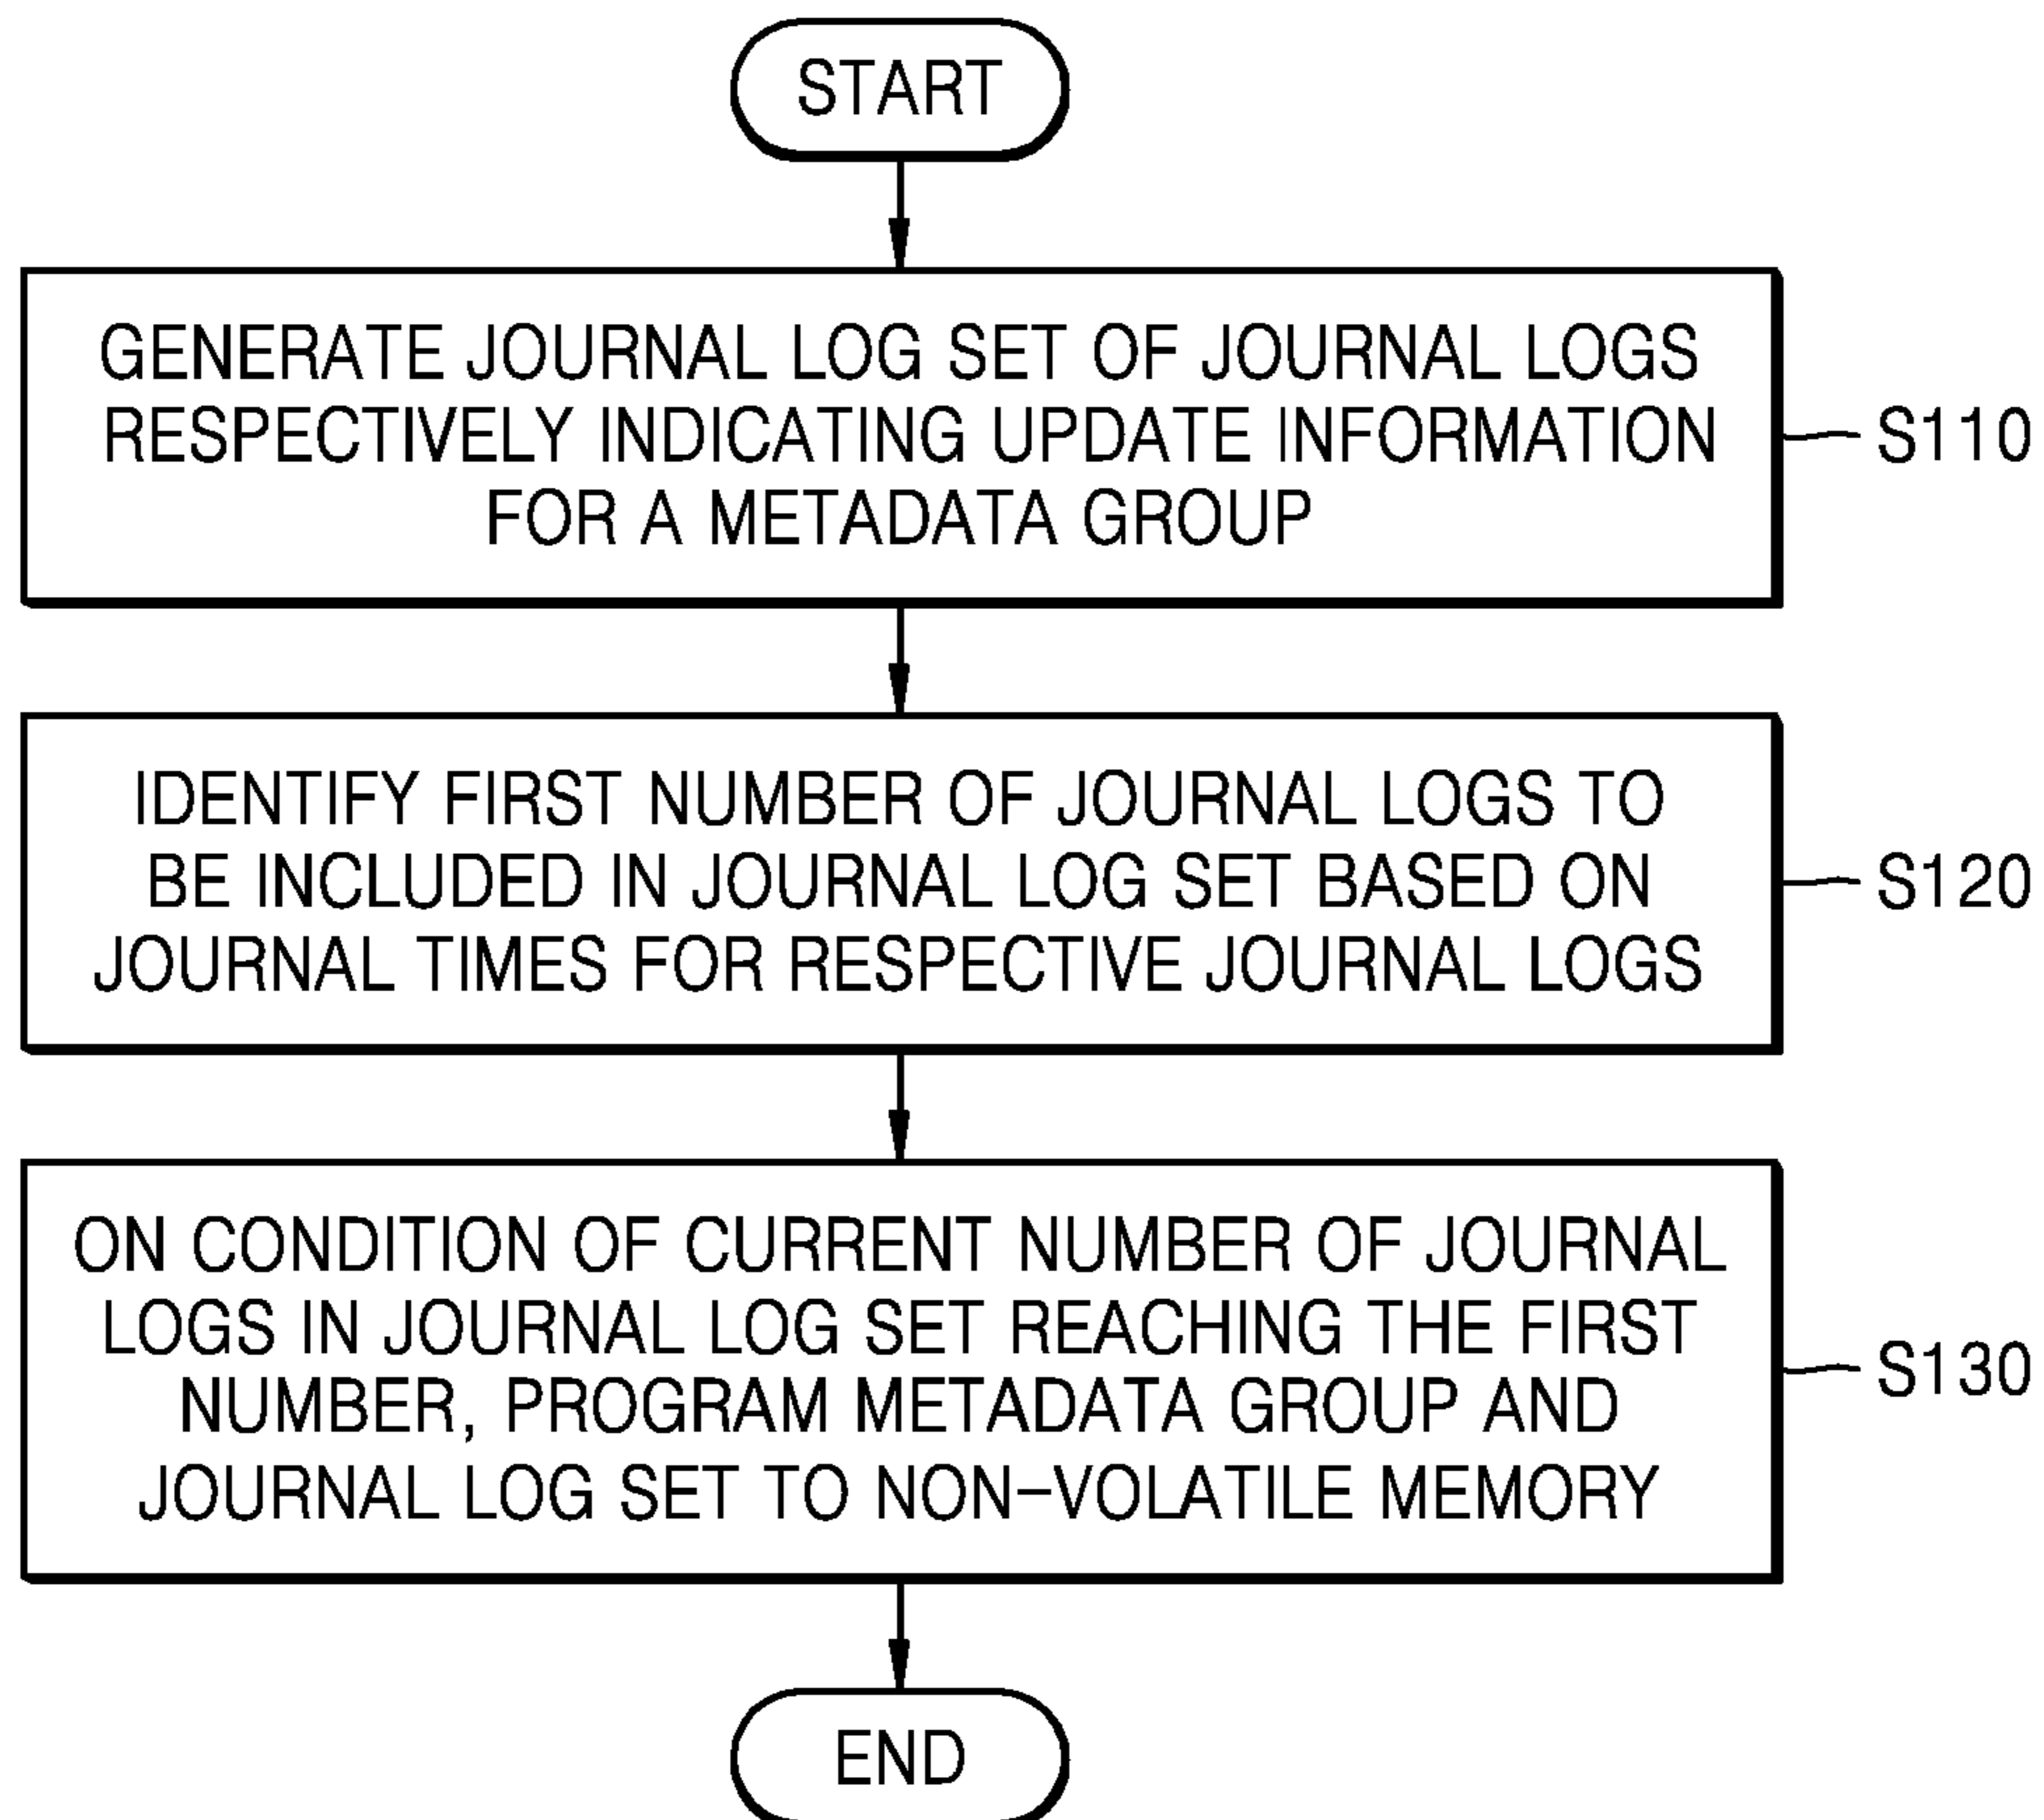 START
GENERATE JOURNAL LOG SET OF JOURNAL LOGS
RESPECTIVELY INDICATING UPDATE INFORMATION
FOR A METADATA GROUP
S110
IDENTIFY FIRST NUMBER OF JOURNAL LOGS TO
BE INCLUDED IN JOURNAL LOG SET BASED ON
JOURNAL TIMES FOR RESPECTIVE JOURNAL LOGS
S120
ON CONDITION OF CURRENT NUMBER OF JOURNAL
LOGS IN JOURNAL LOG SET REACHING THE FIRST
NUMBER, PROGRAM METADATA GROUP AND
JOURNAL LOG SET TO NON-VOLATILE MEMORY
S130
END